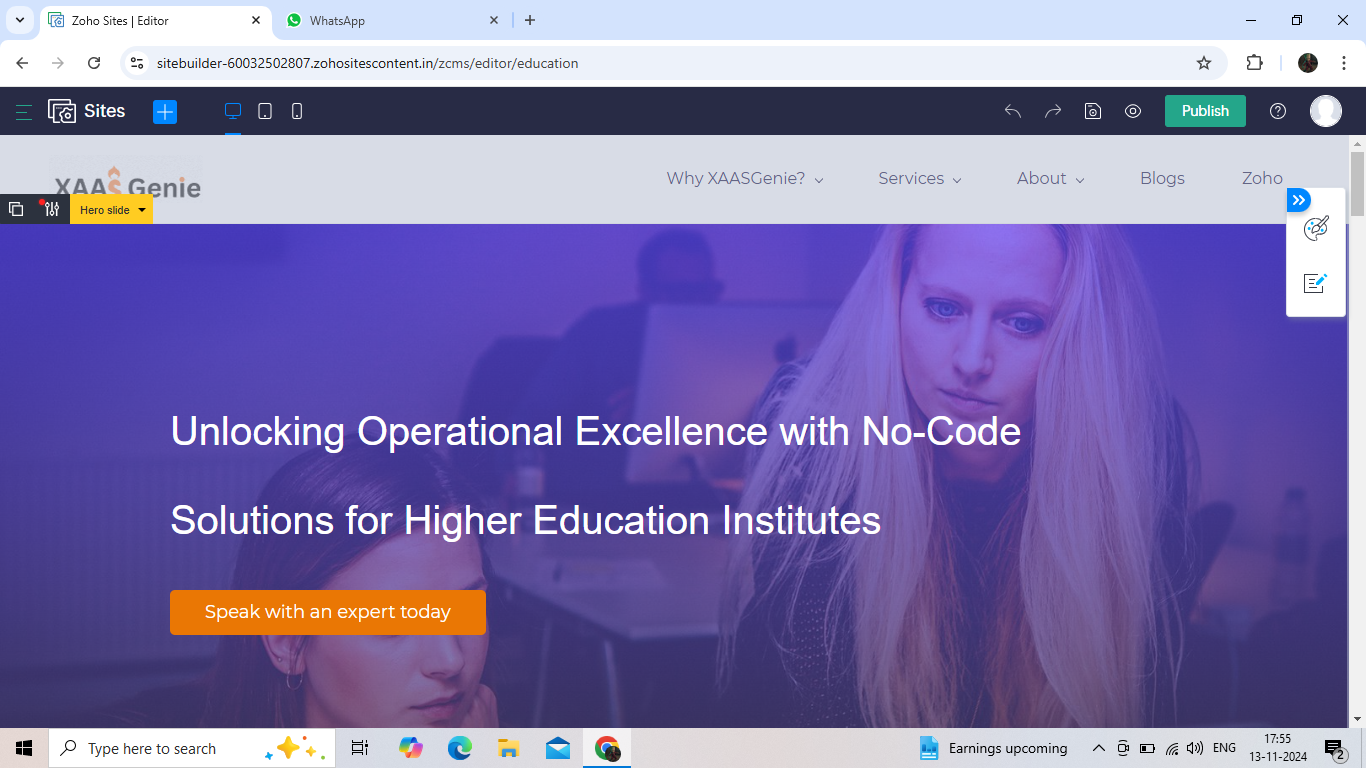 Zoho Sites | Editor
WhatsApp
sitebuilder-60032502807.zohositescontent.in/zcms/editor/education
Sites
Publish
XAAS Genie
Why XAASGenie?
Services
About
Blogs
Zoho
Hero slide
Unlocking Operational Excellence with No-Code
Solutions for Higher Education Institutes
Speak with an expert today
Type here to search
Earnings upcoming
ENG
17:55
13-11-2024
2